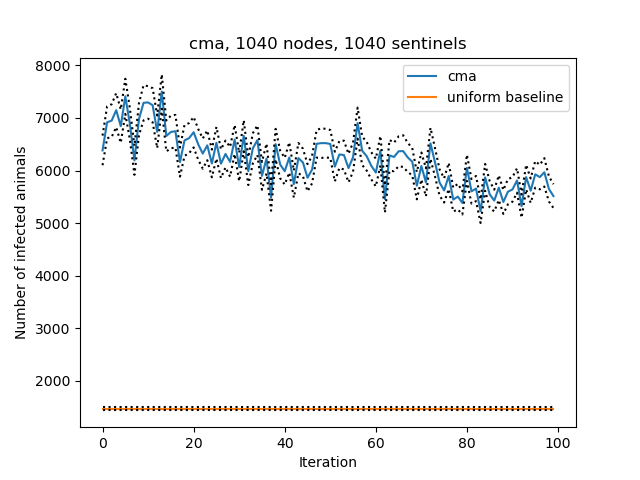 cma, 1040 nodes, 1040 sentinels
8000
7000
6000
5000
4000
3000
2000
Number of infected animals
cma
uniform baseline
0
20
40
60
80
100
Iteration